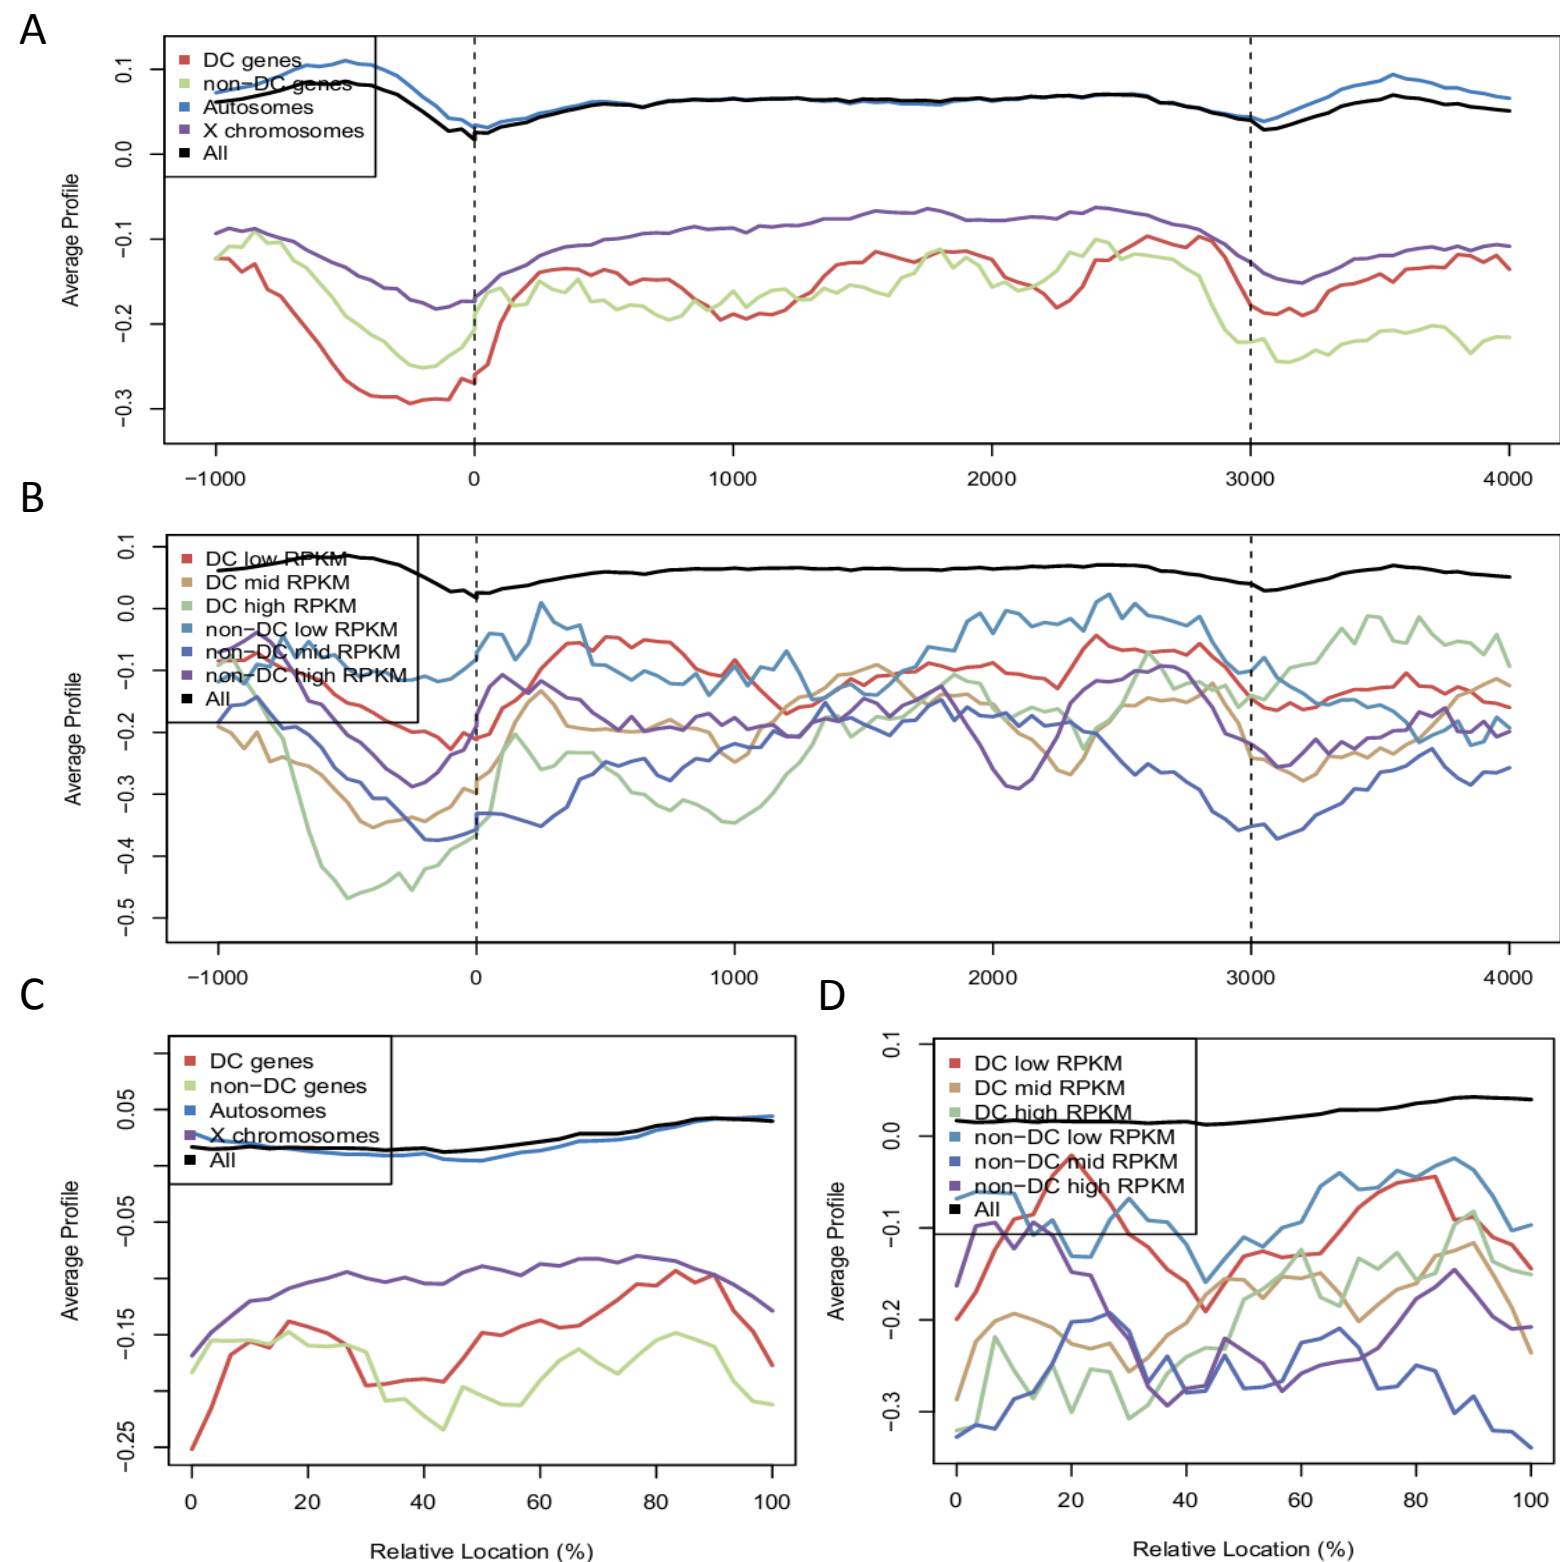 A
DC genes
non−DC genes
Autosomes
X chromosomes
All
Average Profile
0.1
0.0
−0.1
−0.2
−0.3
−1000 0 1000 2000 3000 4000
B
DC low RPKM
DC mid RPKM
DC high RPKM
non−DC low RPKM
non−DC mid RPKM
non−DC high RPKM
All
Average Profile
0.1
0.0
−0.1
−0.2
−0.3
−0.4
−0.5
−1000 0 1000 2000 3000 4000
C
DC genes
non−DC genes
Autosomes
X chromosomes
All
Average Profile
0.05
−0.05
−0.15
−0.25
0 20 40 60 80 100
Relative Location (%)
D
DC low RPKM
DC mid RPKM
DC high RPKM
non−DC low RPKM
non−DC mid RPKM
non−DC high RPKM
All
Average Profile
0.1
0.0
−0.1
−0.2
−0.3
0 20 40 60 80 100
Relative Location (%)